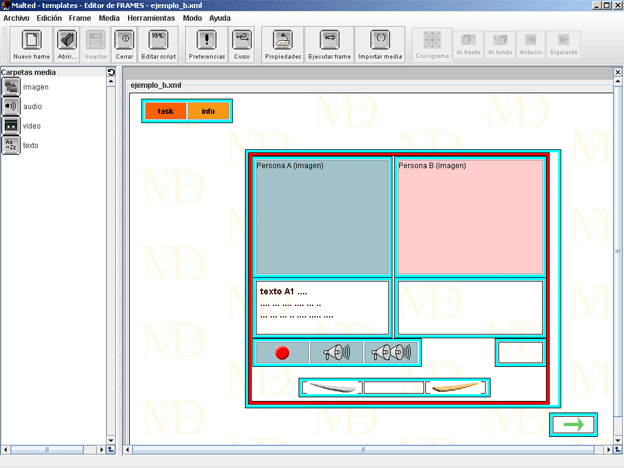 Malted - templates - Editor de FRAMES - ejemplo_b.xml
Archivo Edición Frame Media Herramientas Modo Ayuda
Nuevo frame Abrir... Guardar Cerrar Editar script Preferencias Curso Propiedades Ejecutar frame Importar media Crucigrama Al frente Al fondo Anterior Siguiente
Carpetas media
ejemplo_b.xml
imagen
audio
video
texto
task info
Persona A (imagen) Persona B (imagen)
texto A1 ....
.... ... .... .... ... ..
... ... ... .. .... ..... ....